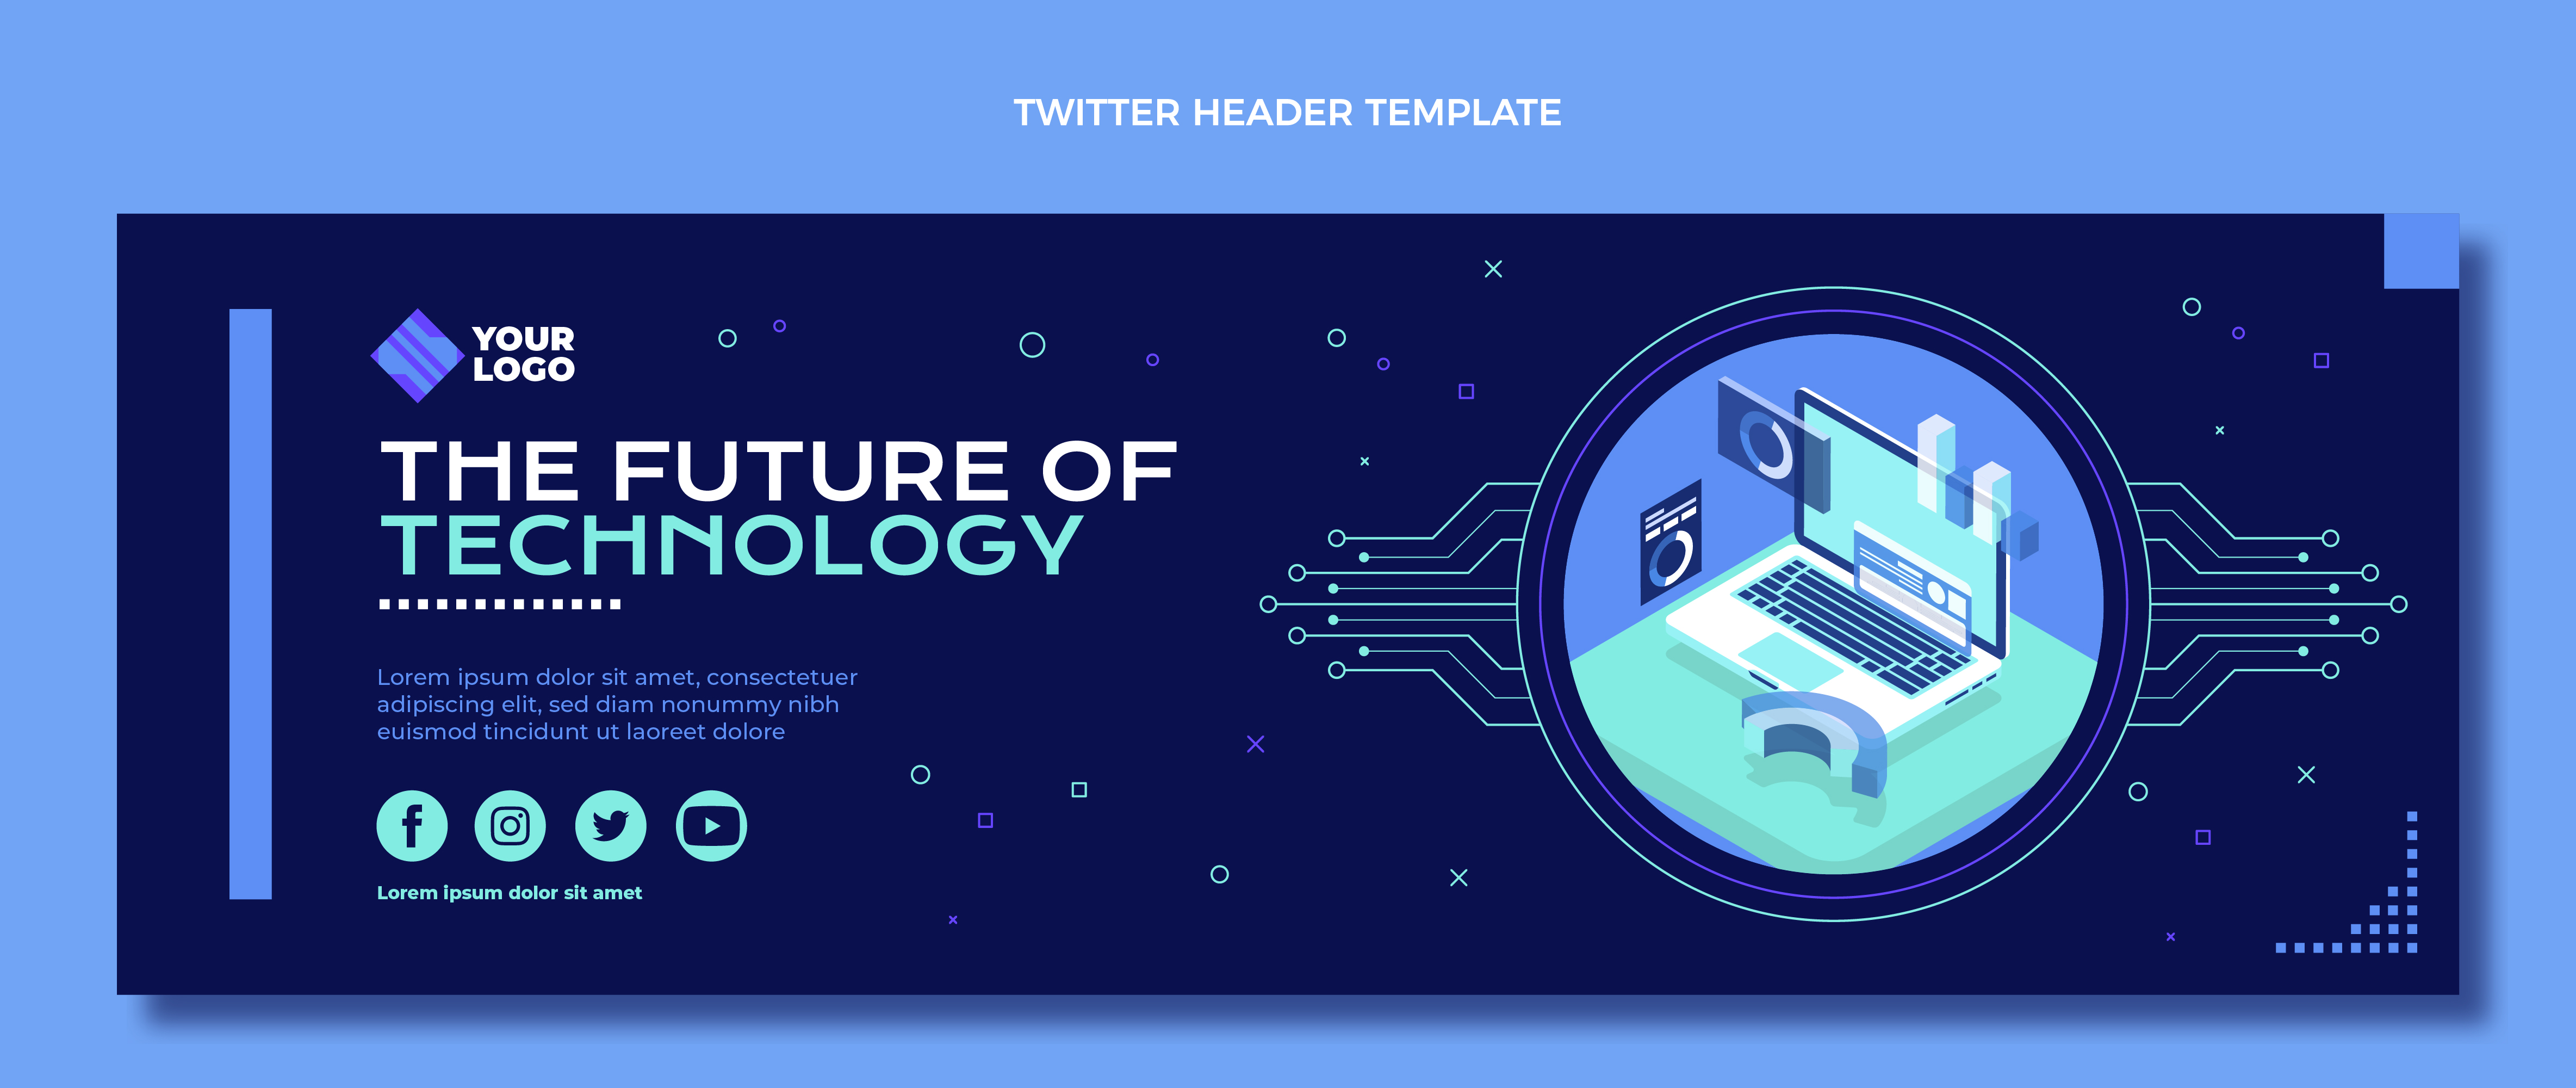 TWITTER HEADER TEMPLATE
YOUR
LOGO
THE FUTURE OF
TECHNOLOGY
Lorem ipsum dolor sit amet, consectetuer
adipiscing elit, sed diam nonummy nibh
euismod tincidunt ut laoreet dolore
Lorem ipsum dolor sit amet